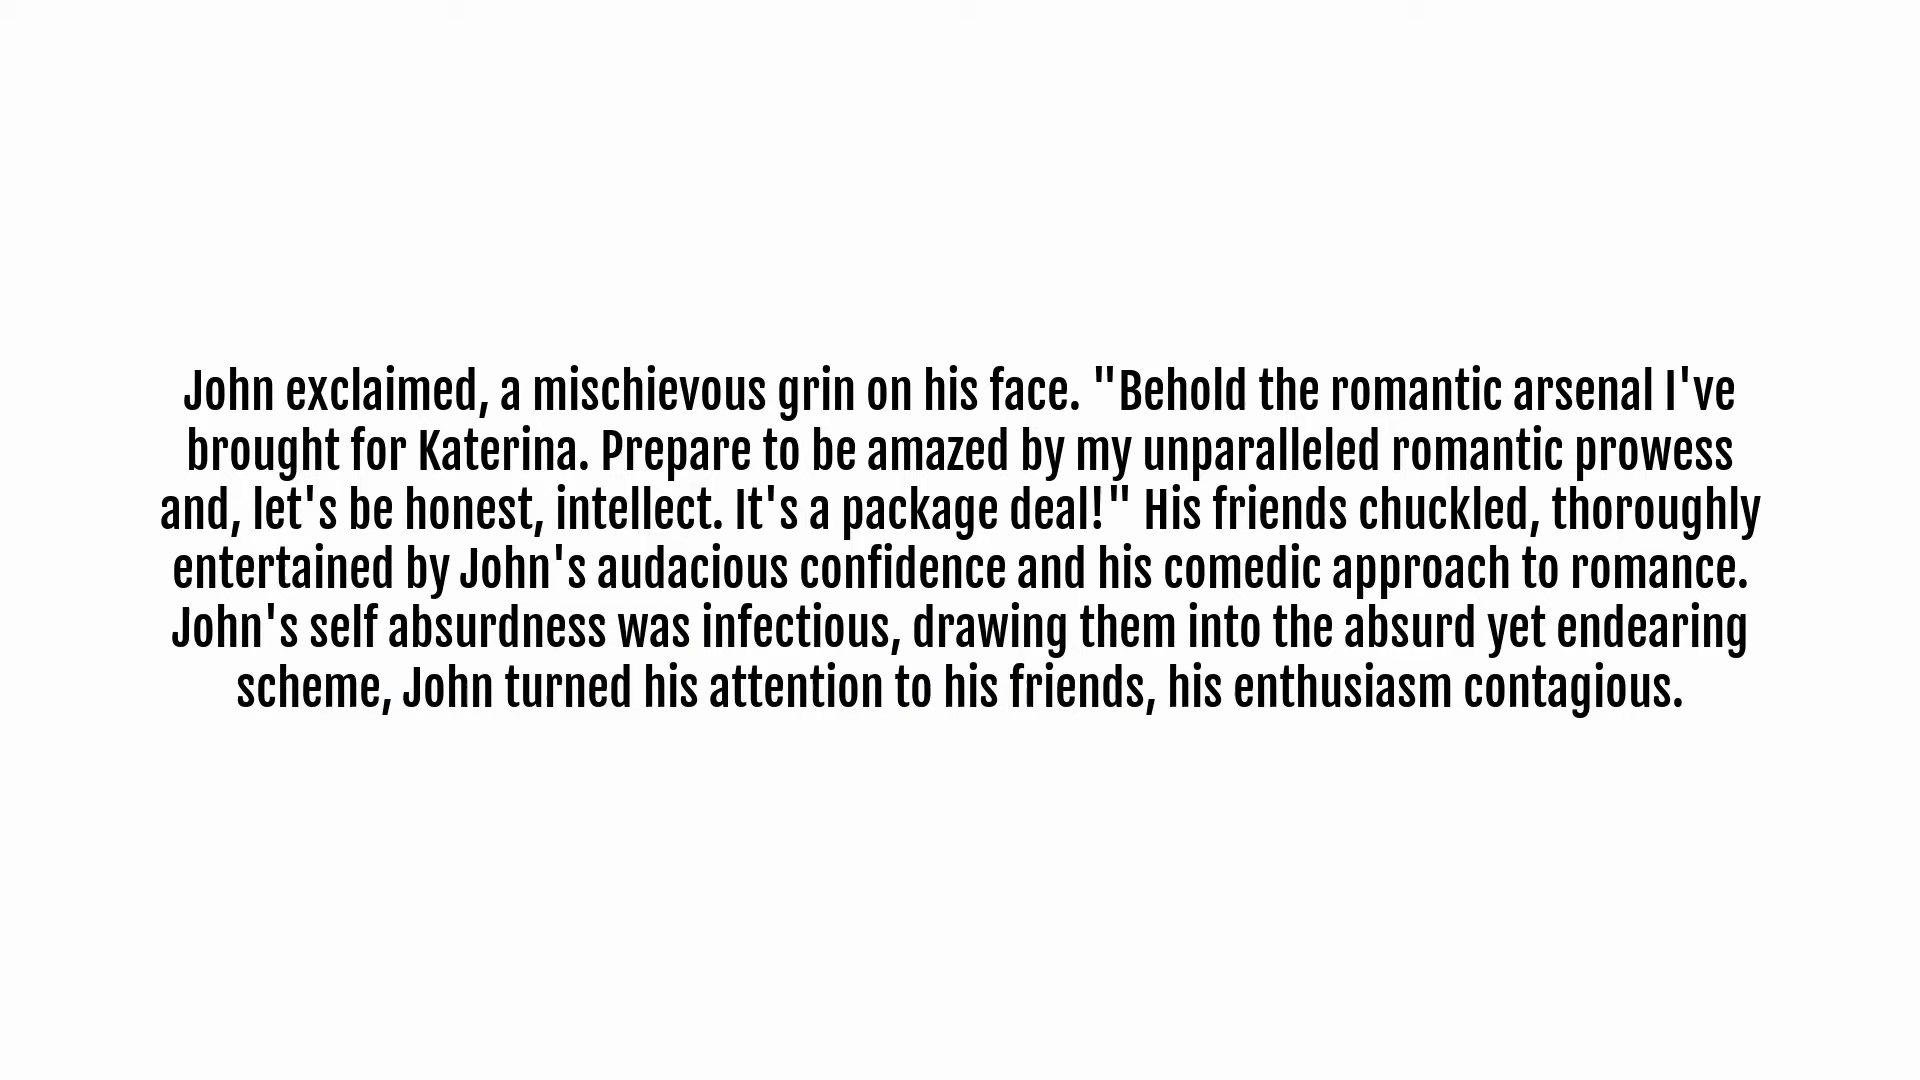 John exclaimed, a mischievous grin on his face. "Behold the romantic arsenal I've
brought for Katerina. Prepare to be amazed by my unparalleled romantic prowess
and, let's be honest, intellect. It's a package deal!" His friends chuckled, thoroughly
entertained by John's audacious confidence and his comedic approach to romance.
John's self absurdness was infectious, drawing them into the absurd yet endearing
scheme, John turned his attention to his friends, his enthusiasm contagious.